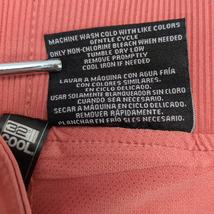 MACHINE WASH COLD WITH LIKE COLORS
GENTLE CYCLE
ONLY NON-CHLORINE BLEACH WHEN NEEDED
TUMBLE DRY LOW
REMOVE PROMPTLY
COOL IRON IF NEEDED
LAVAR A MÁQUINA CON AGUA FRÍA
CON COLORES SIMILARES.
EN CICLO DELICADO
USAR SOLAMENTE BLANQUEADOR SIN CLORO
CUANDO SEA NECESARIO.
SECAR A MÁQUINA EN CICLO DELICADO.
REMOVER RÁPIDAMENTE.
PLANCHAR EN FRÍO SI ES NECESARIO.
COOL